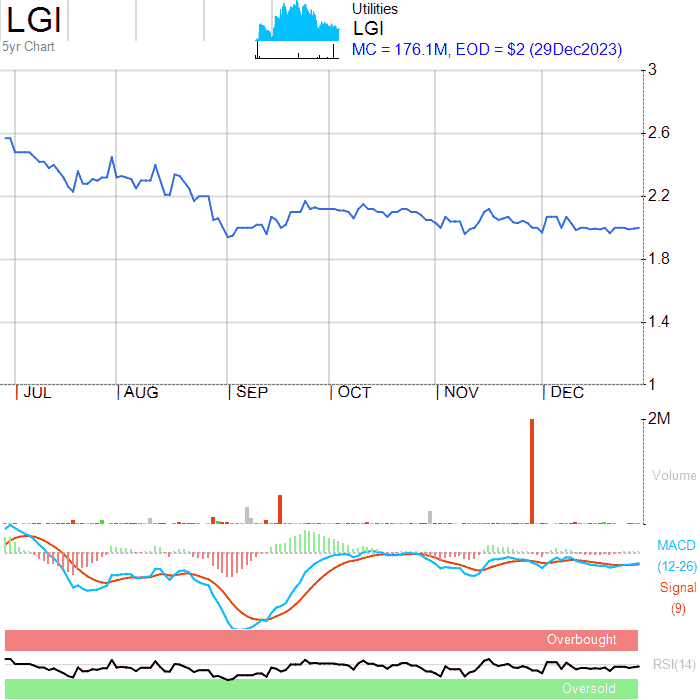 LGI
5yr Chart
Utilities
LGI
MC = 176.1M, EOD = $2 (29Dec2023)
3
2.6
2.2
1.8
1.4
1
JUL AUG SEP OCT NOV DEC
2M
Volume
MACD
(12-26)
Signal
(9)
Overbought
RSI(14)
Oversold